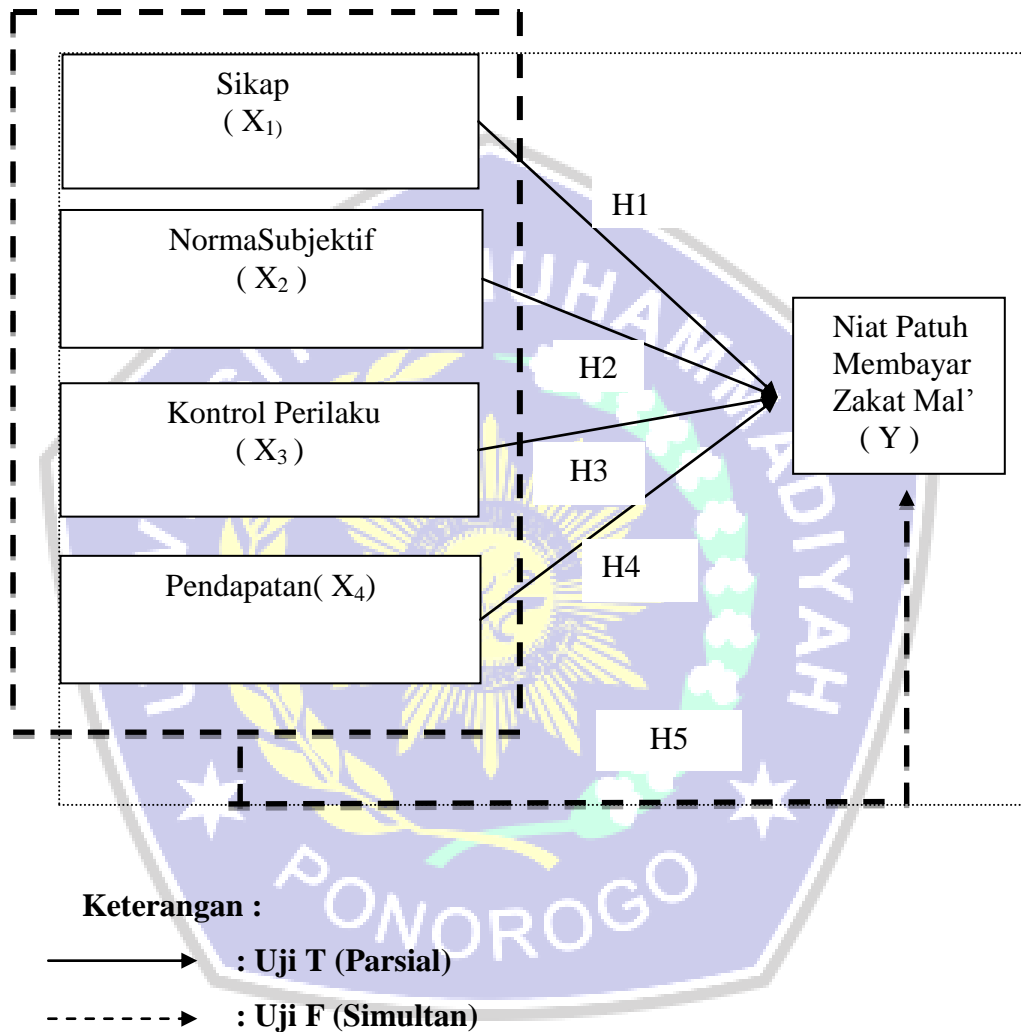 Sikap
( X1)
H1
NormaSubjektif
( X2 )
Niat Patuh
Membayar
Zakat Mal’
( Y )
H2
Kontrol Perilaku
( X3 )
H3
H4
Pendapatan( X4)
H5
MUHAMMADIYAH
PONOROGO
Keterangan :
: Uji T (Parsial)
: Uji F (Simultan)